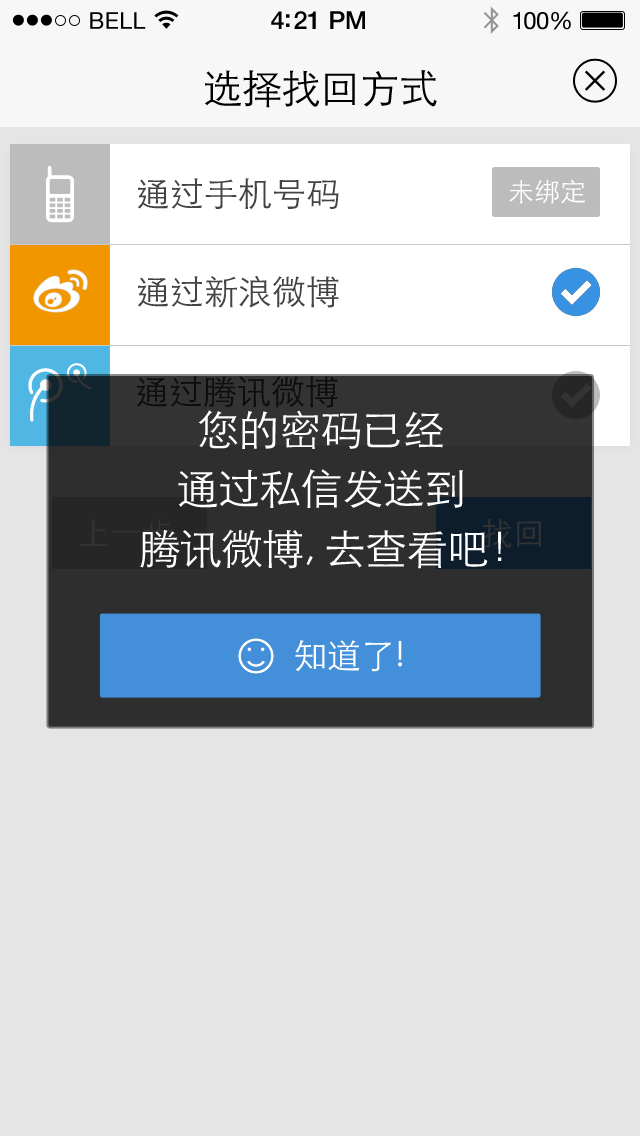 BELL 4:21 PM 100%
选择找回方式
通过手机号码 未绑定
通过新浪微博
通过腾讯微博
您的密码已经
通过私信发送到
腾讯微博,去查看吧!
上一步 找回
知道了!